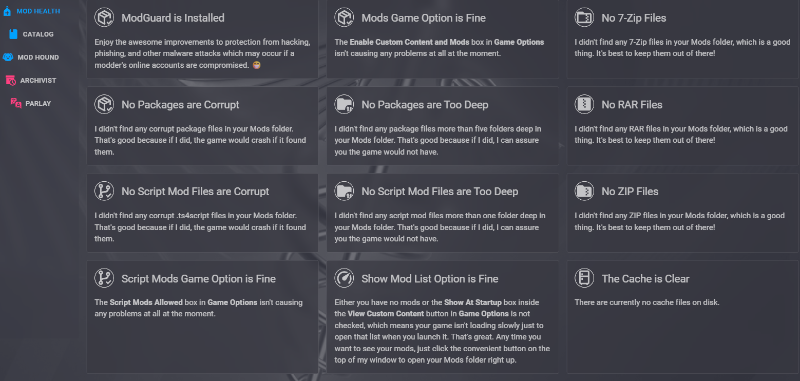 MOD HEALTH
CATALOG
MOD HOUND
ARCHIVIST
PARLAY
ModGuard is Installed
Enjoy the awesome improvements to protection from hacking,
phishing, and other malware attacks which may occur if a
modder's online accounts are compromised.
Mods Game Option is Fine
The Enable Custom Content and Mods box in Game Options
isn't causing any problems at all at the moment.
No 7-Zip Files
I didn't find any 7-Zip files in your Mods folder, which is a good
thing. It's best to keep them out of there!
No Packages are Corrupt
I didn't find any corrupt package files in your Mods folder.
That's good because if I did, the game would crash if it found
them.
No Packages are Too Deep
I didn't find any package files more than five folders deep in
your Mods folder. That's good because if I did, I can assure
you the game would not have.
No RAR Files
I didn't find any RAR files in your Mods folder, which is a good
thing. It's best to keep them out of there!
No Script Mod Files are Corrupt
I didn't find any corrupt .ts4script files in your Mods folder.
That's good because if I did, the game would crash if it found
them.
No Script Mod Files are Too Deep
I didn't find any script mod files more than one folder deep in
your Mods folder. That's good because if I did, I can assure
you the game would not have.
No ZIP Files
I didn't find any ZIP files in your Mods folder, which is a good
thing. It's best to keep them out of there!
Script Mods Game Option is Fine
The Script Mods Allowed box in Game Options isn't causing
any problems at all at the moment.
Show Mod List Option is Fine
Either you have no mods or the Show At Startup box inside
the View Custom Content button in Game Options is not
checked, which means your game isn't loading slowly just to
open that list when you launch it. That's great. Any time you
want to see your mods, just click the convenient button on the
top of my window to open your Mods folder right up.
The Cache is Clear
There are currently no cache files on disk.